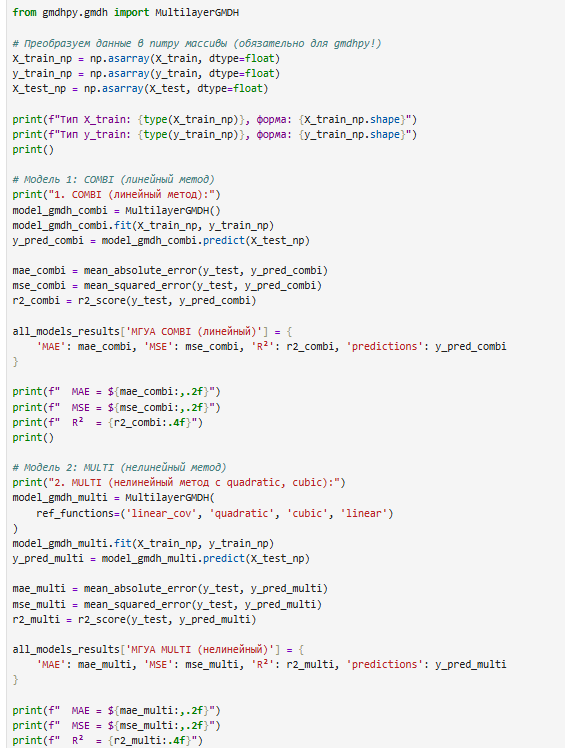 from gmdhpy.gmdh import MultilayerGMDH
# Преобразуем данные в numpy массивы (обязательно для gmdhpy!)
X_train_np = np.asarray(X_train, dtype=float)
y_train_np = np.asarray(y_train, dtype=float)
X_test_np = np.asarray(X_test, dtype=float)
print(f"Тип X_train: {type(X_train_np)}, форма: {X_train_np.shape}")
print(f"Тип y_train: {type(y_train_np)}, форма: {y_train_np.shape}")
print()
# Модель 1: COMBI (линейный метод)
print("1. COMBI (линейный метод):")
model_gmdh_combi = MultilayerGMDH()
model_gmdh_combi.fit(X_train_np, y_train_np)
y_pred_combi = model_gmdh_combi.predict(X_test_np)
mae_combi = mean_absolute_error(y_test, y_pred_combi)
mse_combi = mean_squared_error(y_test, y_pred_combi)
r2_combi = r2_score(y_test, y_pred_combi)
all_models_results['МГУА COMBI (линейный)'] = {
    'MAE': mae_combi, 'MSE': mse_combi, 'R²': r2_combi, 'predictions': y_pred_combi
}
print(f"  MAE = ${mae_combi:,.2f}")
print(f"  MSE = ${mse_combi:,.2f}")
print(f"  R²  = {r2_combi:.4f}")
print()
# Модель 2: MULTI (нелинейный метод)
print("2. MULTI (нелинейный метод с quadratic, cubic):")
model_gmdh_multi = MultilayerGMDH(
    ref_functions=('linear_cov', 'quadratic', 'cubic', 'linear')
)
model_gmdh_multi.fit(X_train_np, y_train_np)
y_pred_multi = model_gmdh_multi.predict(X_test_np)
mae_multi = mean_absolute_error(y_test, y_pred_multi)
mse_multi = mean_squared_error(y_test, y_pred_multi)
r2_multi = r2_score(y_test, y_pred_multi)
all_models_results['МГУА MULTI (нелинейный)'] = {
    'MAE': mae_multi, 'MSE': mse_multi, 'R²': r2_multi, 'predictions': y_pred_multi
}
print(f"  MAE = ${mae_multi:,.2f}")
print(f"  MSE = ${mse_multi:,.2f}")
print(f"  R²  = {r2_multi:.4f}")